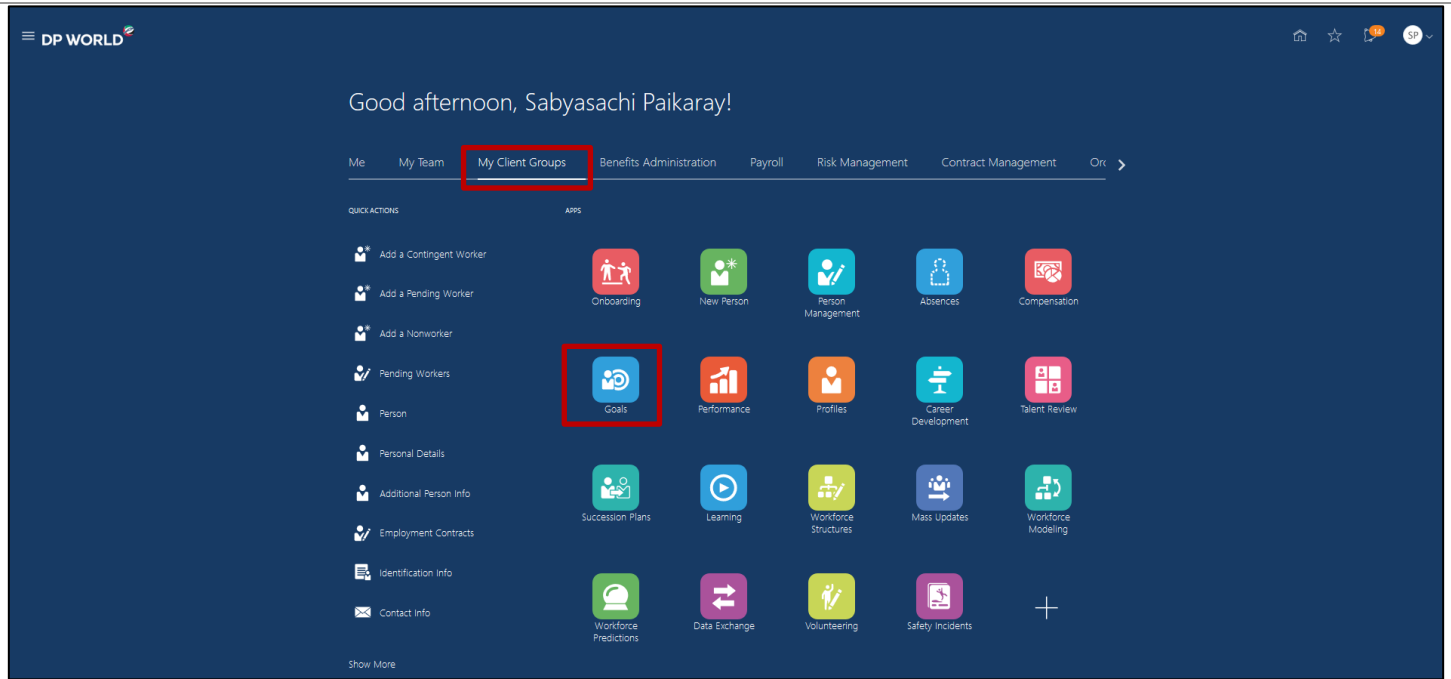 DP WORLD
14
SP
Good afternoon, Sabyasachi Paikaray!
Me My Team My Client Groups Benefits Administration Payroll Risk Management Contract Management Orc
QUICK ACTIONS
APPS
Add a Contingent Worker
Add a Pending Worker
Add a Nonworker
Pending Workers
Person
Personal Details
Additional Person Info
Employment Contracts
Identification Info
Contact Info
Show More
Onboarding
New Person
Person
Management
Absences
Compensation
Goals
Performance
Profiles
Career
Development
Talent Review
Succession Plans
Learning
Workforce
Structures
Mass Updates
Workforce
Modeling
Workforce
Predictions
Data Exchange
Volunteering
Safety Incidents